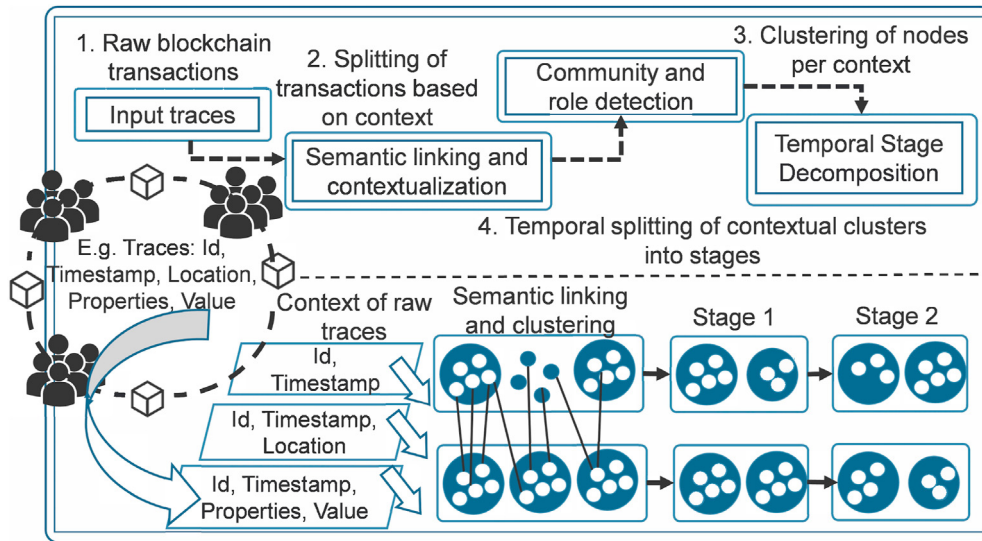 1. Raw blockchain
transactions
Input traces
2. Splitting of
transactions based
on context
Semantic linking and
contextualization
Community and
role detection
3. Clustering of nodes
per context
Temporal Stage
Decomposition
4. Temporal splitting of contextual clusters
into stages
E.g. Traces: Id,
Timestamp, Location,
Properties, Value
Context of raw
traces
Id,
Timestamp
Id, Timestamp,
Location
Id, Timestamp,
Properties, Value
Semantic linking
and clustering
Stage 1
Stage 2